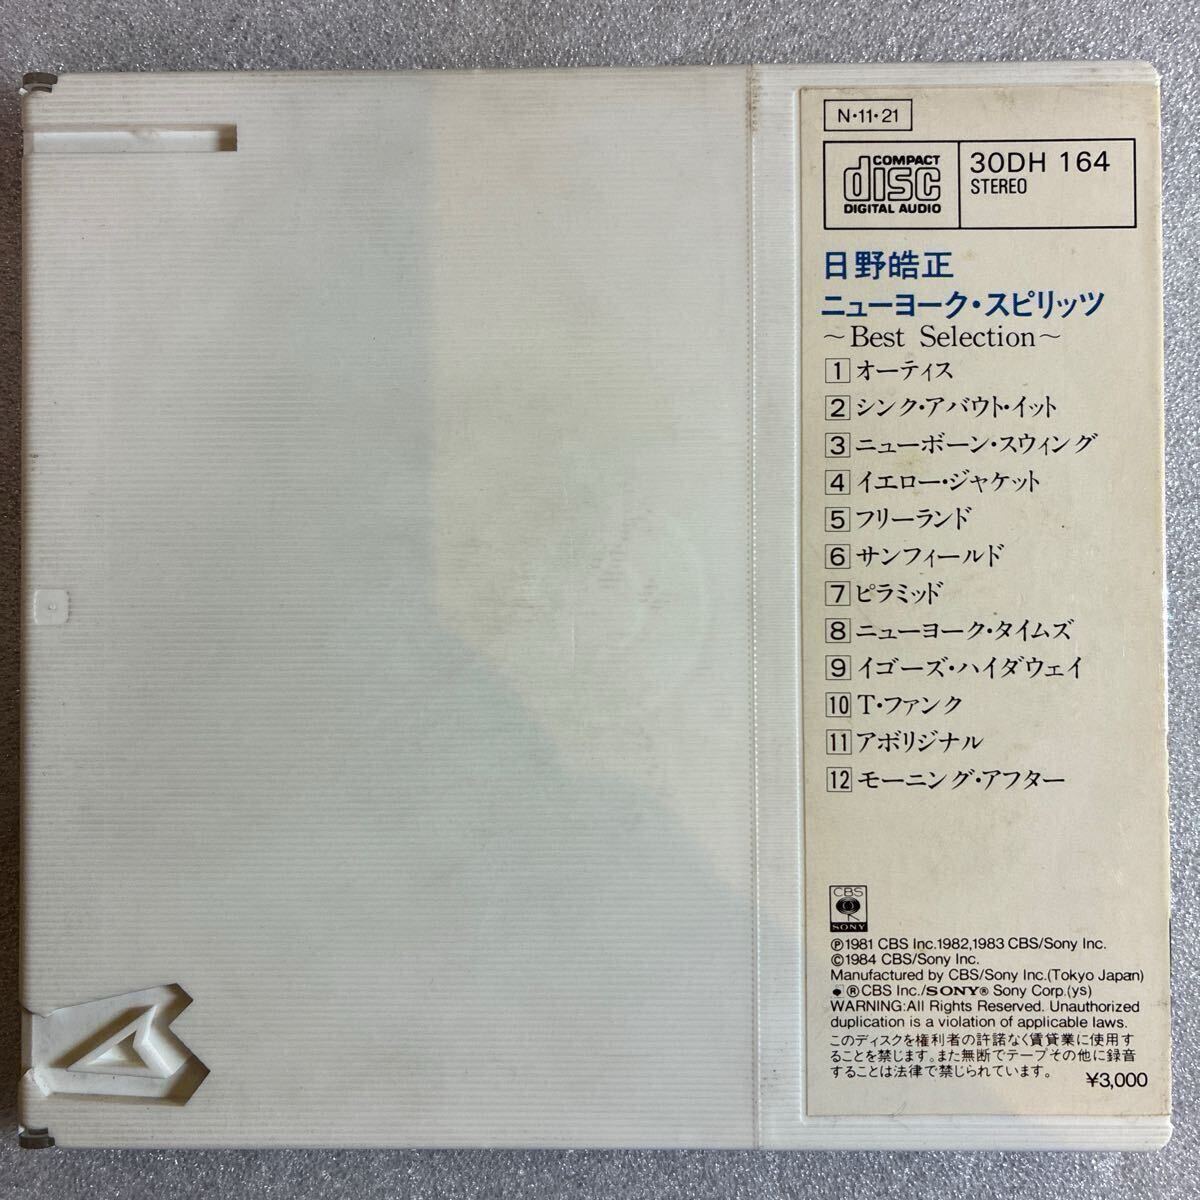 N・11・21
COMPACT
disc
DIGITAL AUDIO
30DH 164
STEREO
日野皓正
ニューヨーク・スピリッツ
～Best Selection～
1 オーティス
2 シンク・アバウト・イット
3 ニューボーン・スウィング
4 イエロー・ジャケット
5 フリーランド
6 サンフィールド
7 ピラミッド
8 ニューヨーク・タイムズ
9 イゴーズ・ハイダウェイ
10 T・ファンク
11 アボリジナル
12 モーニング・アフター
CBS
SONY
℗1981 CBS Inc.1982,1983 CBS/Sony Inc.
©1984 CBS/Sony Inc.
Manufactured by CBS/Sony Inc.(Tokyo Japan)
®CBS Inc./SONY® Sony Corp.(ys)
WARNING:All Rights Reserved. Unauthorized
duplication is a violation of applicable laws.
このディスクを権利者の許諾なく賃貸業に使用す
ることを禁じます。また無断でテープその他に録音
することは法律で禁じられています。
¥3,000